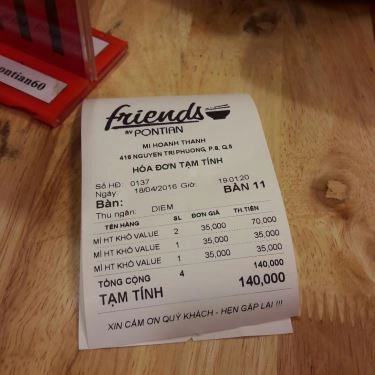 ontian60
friends
BY PONTIAN
MI HOANH THANH
416 NGUYEN TRI PHUONG, P.8, Q.5
HÓA ĐƠN TẠM TÍNH
Số HĐ: 0137
Ngày: 18/04/2016 Giờ: 19:01:20
Bàn: BÀN 11
Thu ngân: DIEM
TÊN HÀNG SL ĐƠN GIÁ TH.TIỀN
MÌ HT KHÔ VALUE 2 35,000 70,000
MÌ HT KHÔ VALUE 1 35,000 35,000
MÌ HT KHÔ VALUE 1 35,000 35,000
TỔNG CỘNG 4 140,000
TẠM TÍNH 140,000
XIN CẢM ƠN QUÝ KHÁCH - HẸN GẶP LẠI !!!